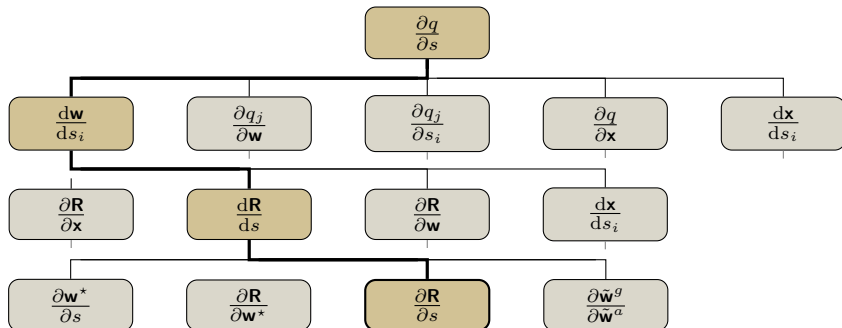 ∂q/∂s
d𝐰/ds_i ∂q_j/∂𝐰 ∂q_j/∂s_i ∂q/∂𝐱 d𝐱/ds_i
∂𝐑/∂𝐱 d𝐑/ds ∂𝐑/∂𝐰 d𝐱/ds_i
∂𝐰*/∂s ∂𝐑/∂𝐰* ∂𝐑/∂s ∂𝐰̃^g/∂𝐰̃^a